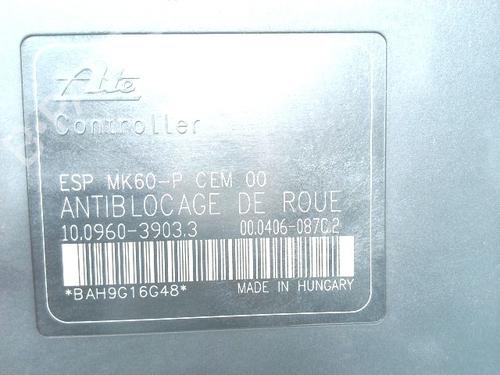 Ate
Controller
ESP MK60-P CEM 00
ANTIBLOCAGE DE ROUE
10.0960-3903.3 00.0406-087C.2
*BAH9G16G48* MADE IN HUNGARY